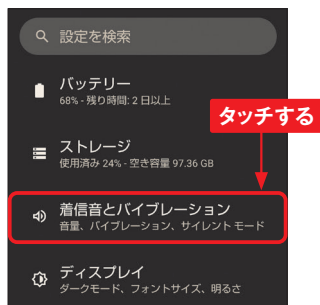 設定を検索
バッテリー
68% - 残り時間: 2 日以上
タッチする
ストレージ
使用済み 24% - 空き容量 97.36 GB
着信音とバイブレーション
音量、バイブレーション、サイレント モード
ディスプレイ
ダークモード、フォントサイズ、明るさ